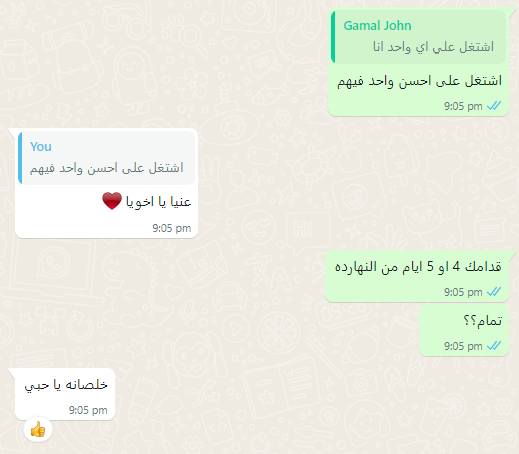 Gamal John
اشتغل علي اي واحد انا
اشتغل على احسن واحد فيهم
9:05 pm
You
اشتغل على احسن واحد فيهم
عنيا يا اخويا ❤
9:05 pm
قدامك 4 او 5 ايام من النهارده
9:05 pm
تمام؟؟
9:05 pm
خلصانه يا حبي
9:05 pm
👍